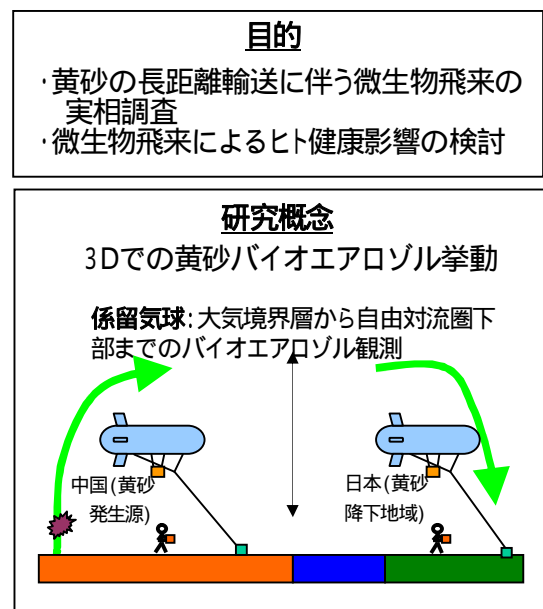 目的
・黄砂の長距離輸送に伴う微生物飛来の
実相調査
・微生物飛来によるヒト健康影響の検討
研究概念
3Dでの黄砂バイオエアロゾル挙動
係留気球:大気境界層から自由対流圏下
部までのバイオエアロゾル観測
中国(黄砂
発生源)
日本(黄砂
降下地域)